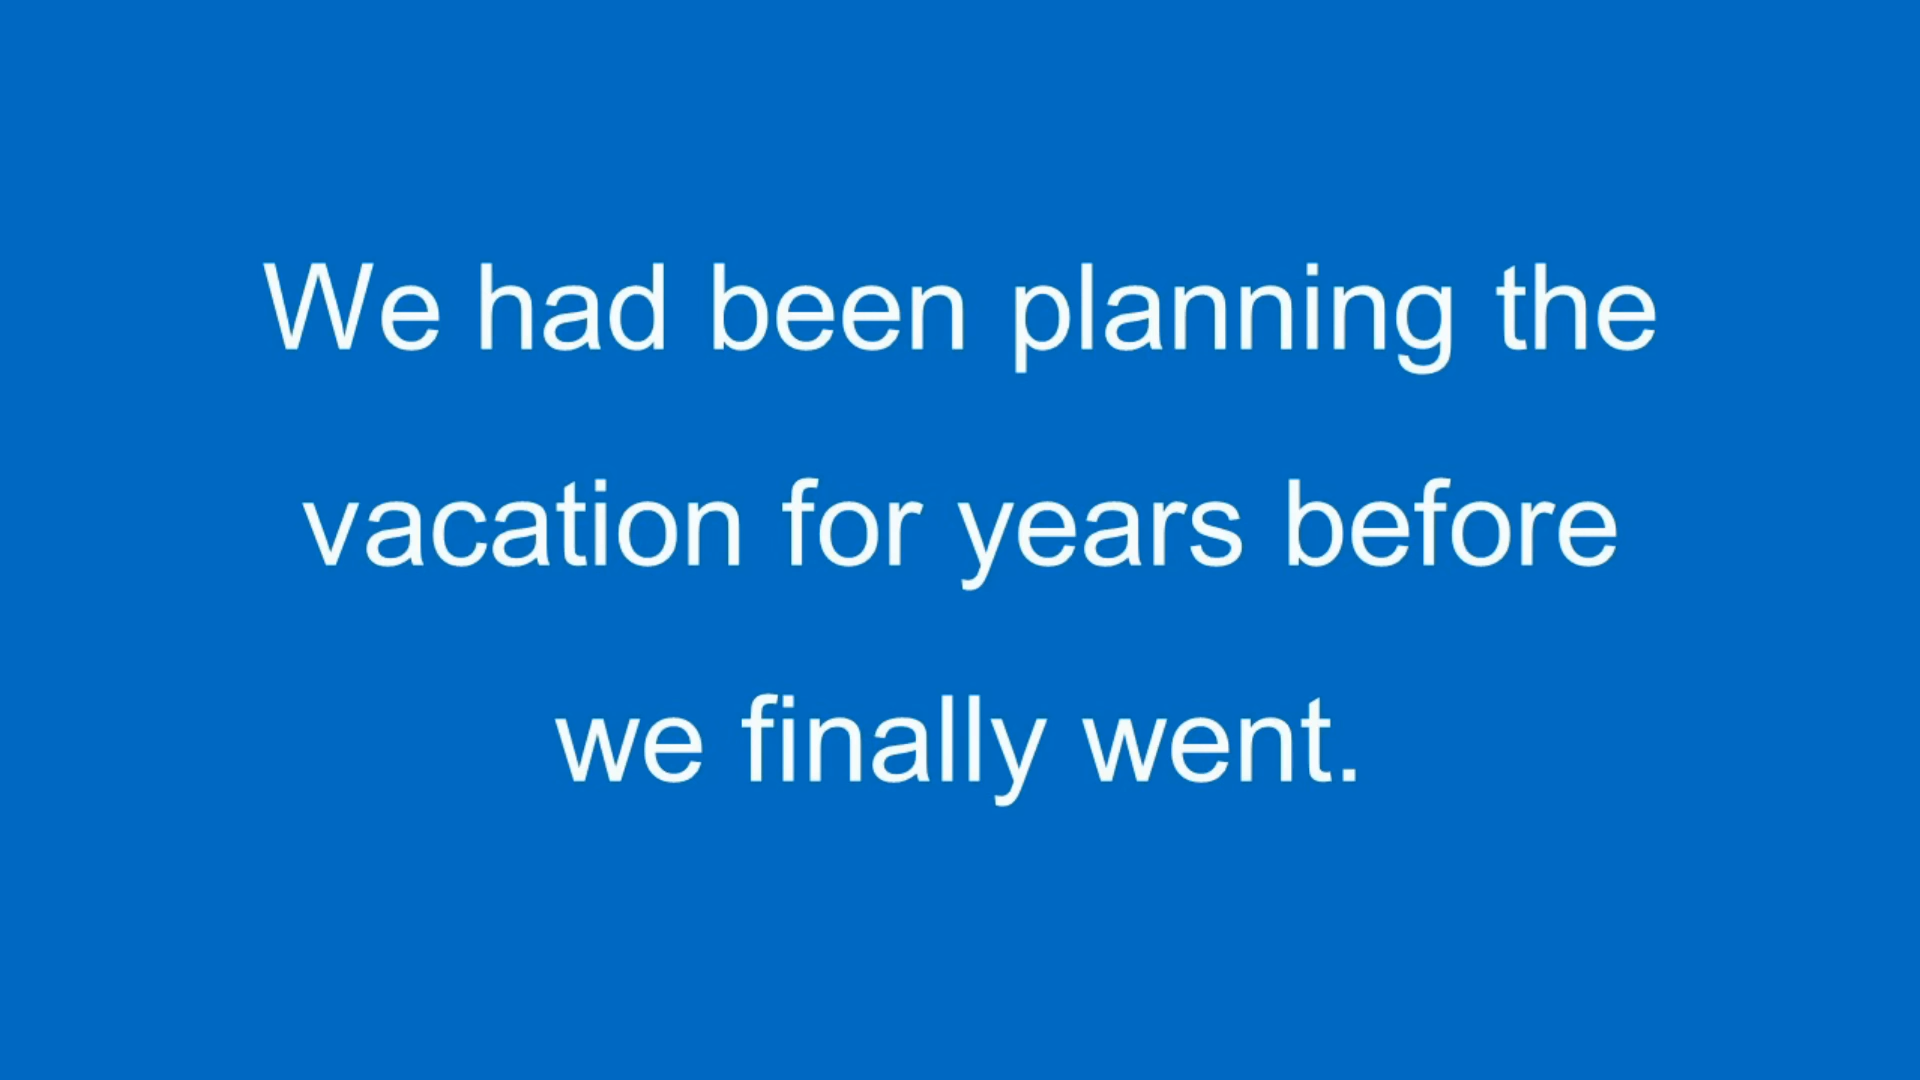 We had been planning the
vacation for years before
we finally went.